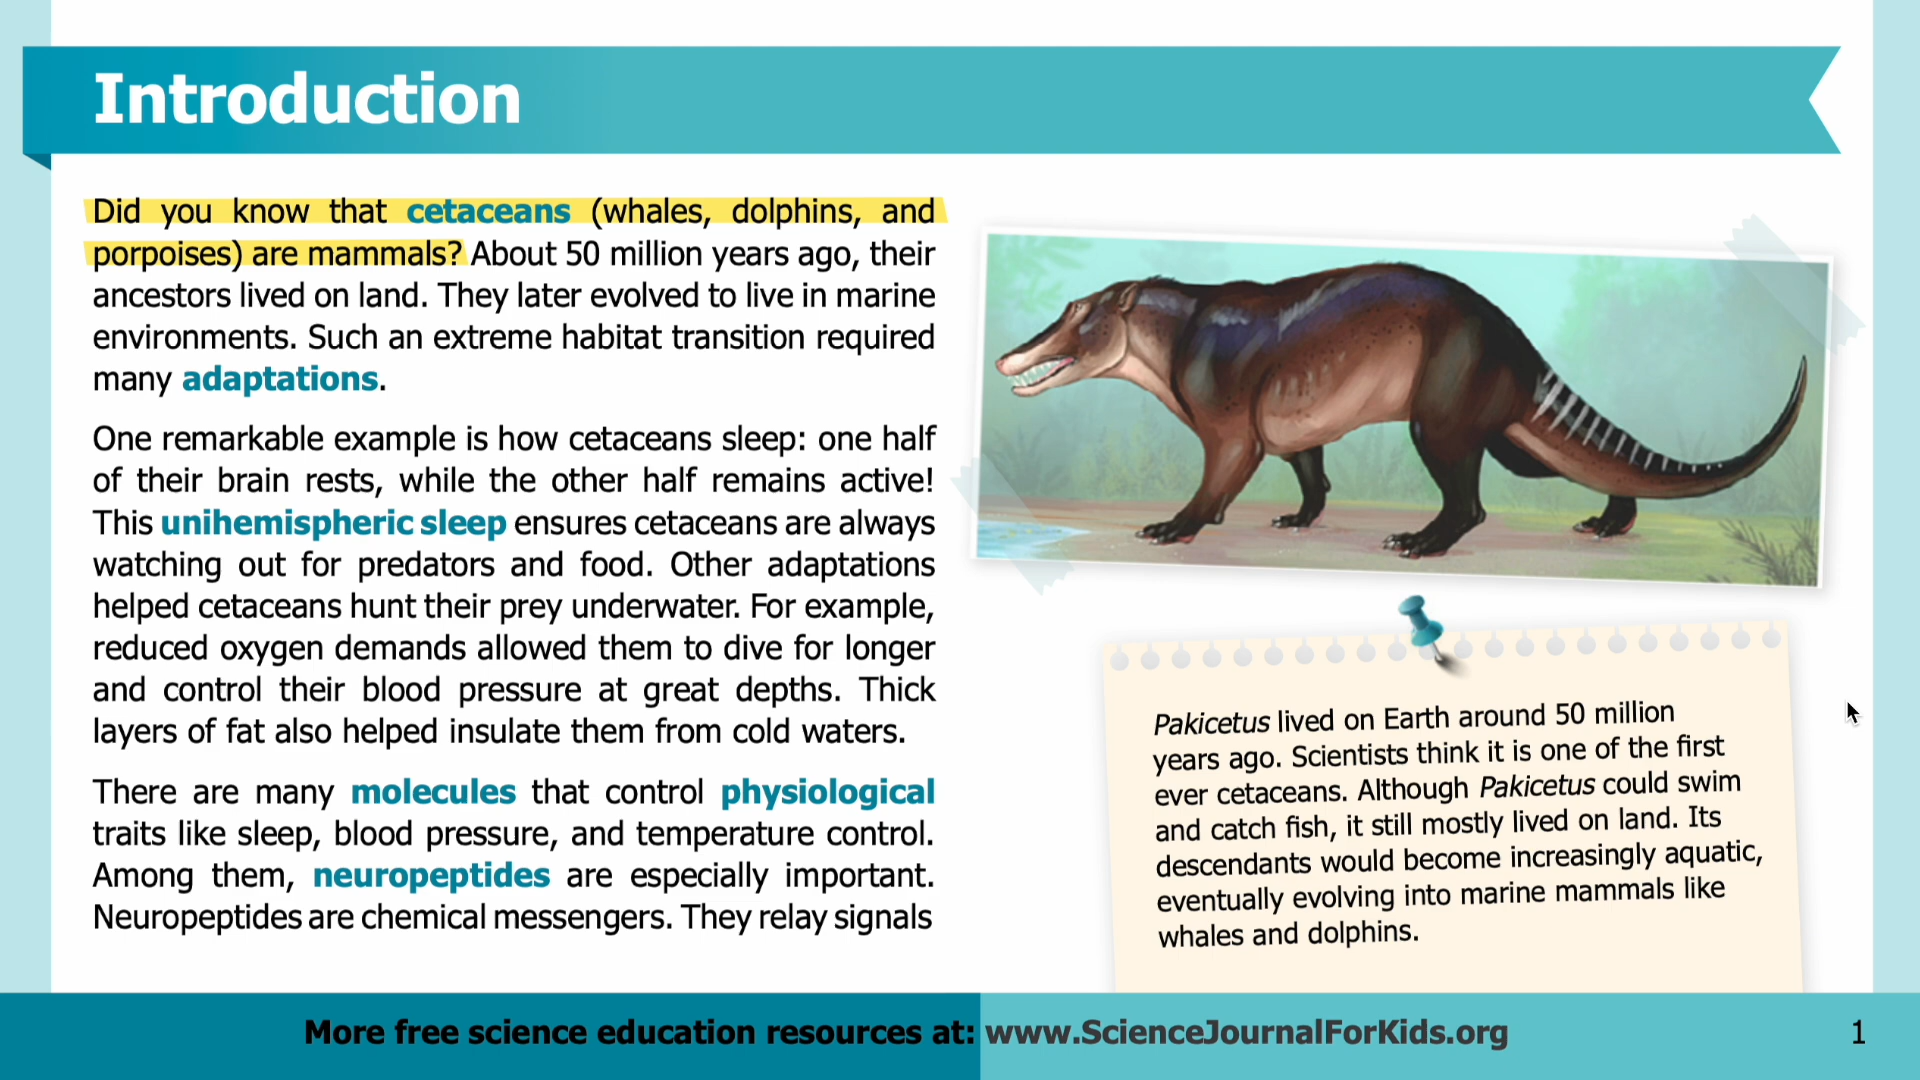 Introduction
Did you know that cetaceans (whales, dolphins, and
porpoises) are mammals? About 50 million years ago, their
ancestors lived on land. They later evolved to live in marine
environments. Such an extreme habitat transition required
many adaptations.
One remarkable example is how cetaceans sleep: one half
of their brain rests, while the other half remains active!
This unihemispheric sleep ensures cetaceans are always
watching out for predators and food. Other adaptations
helped cetaceans hunt their prey underwater. For example,
reduced oxygen demands allowed them to dive for longer
and control their blood pressure at great depths. Thick
layers of fat also helped insulate them from cold waters.
There are many molecules that control physiological
traits like sleep, blood pressure, and temperature control.
Among them, neuropeptides are especially important.
Neuropeptides are chemical messengers. They relay signals
Pakicetus lived on Earth around 50 million
years ago. Scientists think it is one of the first
ever cetaceans. Although Pakicetus could swim
and catch fish, it still mostly lived on land. Its
descendants would become increasingly aquatic,
eventually evolving into marine mammals like
whales and dolphins.
More free science education resources at: www.ScienceJournalForKids.org
1